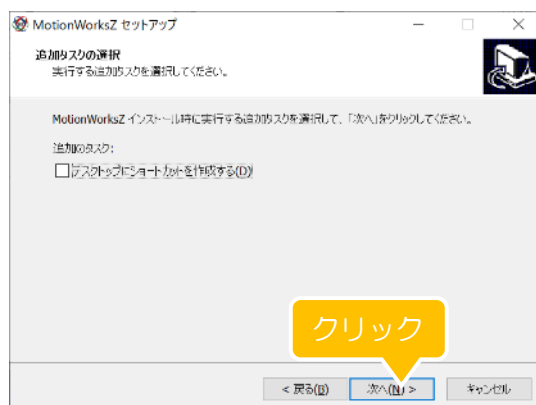 MotionWorksZ セットアップ
追加タスクの選択
実行する追加タスクを選択してください。
MotionWorksZ インストール時に実行する追加タスクを選択して、「次へ」をクリックしてください。
追加のタスク:
デスクトップにショートカットを作成する(D)
クリック
< 戻る(B)
次へ(N) >
キャンセル